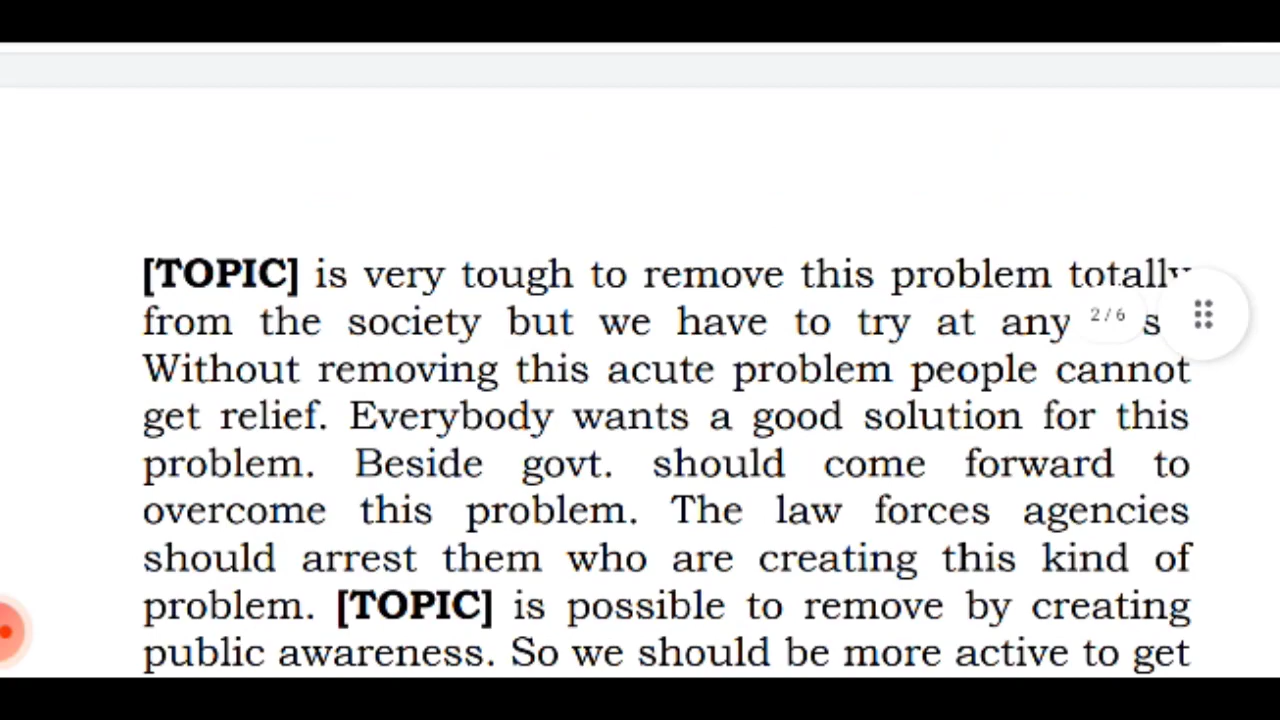 [TOPIC] is very tough to remove this problem totally
from the society but we have to try at any
2/6
Without removing this acute problem people cannot
get relief. Everybody wants a good solution for this
problem. Beside govt. should come forward to
overcome this problem. The law forces agencies
should arrest them who are creating this kind of
problem. [TOPIC] is possible to remove by creating
public awareness. So we should be more active to get